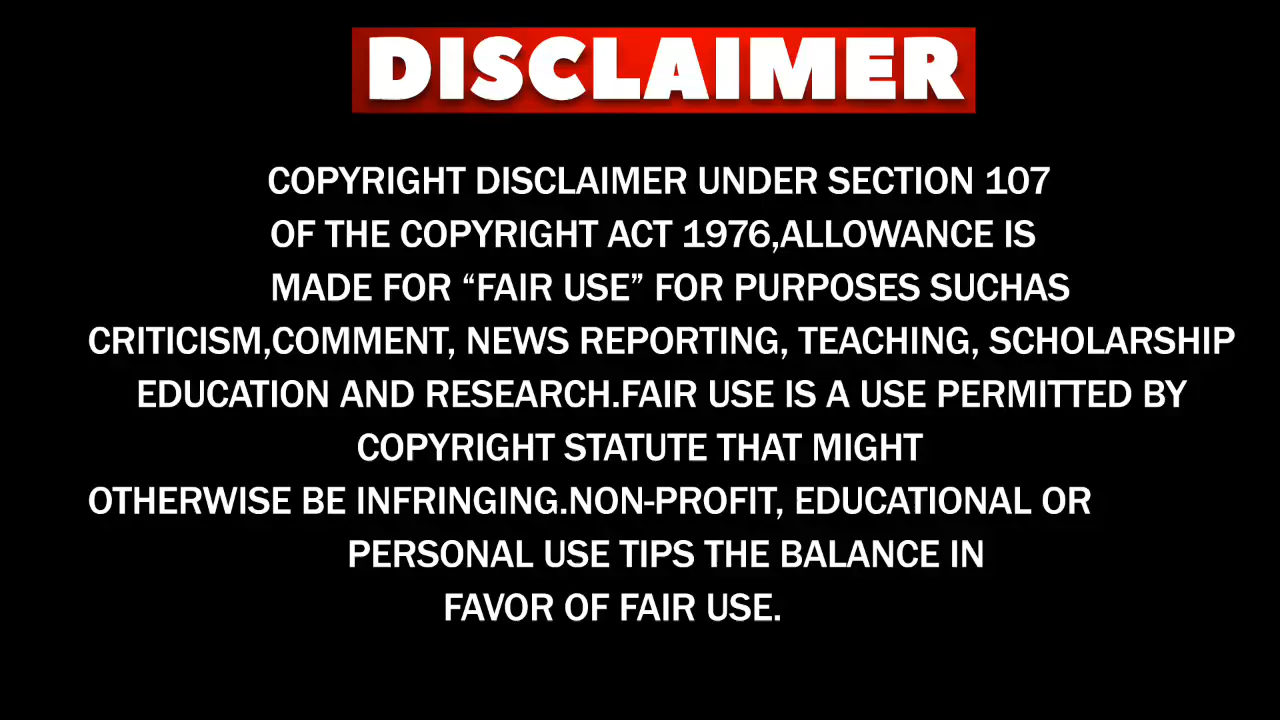 DISCLAIMER
COPYRIGHT DISCLAIMER UNDER SECTION 107
OF THE COPYRIGHT ACT 1976,ALLOWANCE IS
MADE FOR “FAIR USE” FOR PURPOSES SUCHAS
CRITICISM,COMMENT, NEWS REPORTING, TEACHING, SCHOLARSHIP
EDUCATION AND RESEARCH.FAIR USE IS A USE PERMITTED BY
COPYRIGHT STATUTE THAT MIGHT
OTHERWISE BE INFRINGING.NON-PROFIT, EDUCATIONAL OR
PERSONAL USE TIPS THE BALANCE IN
FAVOR OF FAIR USE.